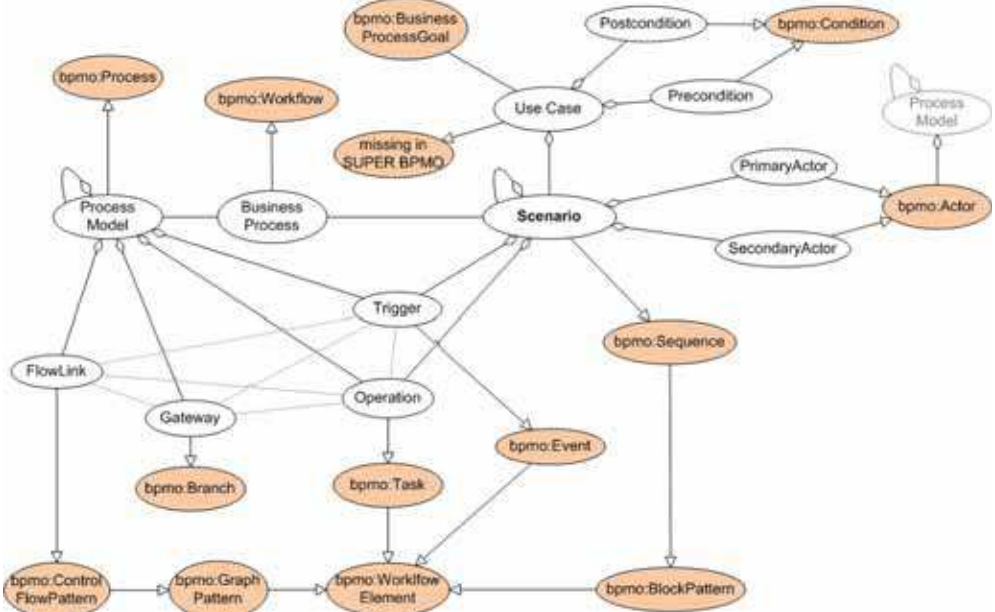 bpmo:Business
ProcessGoal
Postcondition
bpmo:Condition
bpmo:Process
bpmo:Workflow
Use Case
Precondition
Process
Model
missing in
SUPER BPMO
PrimaryActor
Process
Model
Business
Process
Scenario
bpmo:Actor
SecondaryActor
Trigger
bpmo:Sequence
FlowLink
Operation
Gateway
bpmo:Event
bpmo:Branch
bpmo:Task
bpmo:Control
FlowPattern
bpmo:Graph
Pattern
bpmo:Worklfow
Element
bpmo:BlockPattern